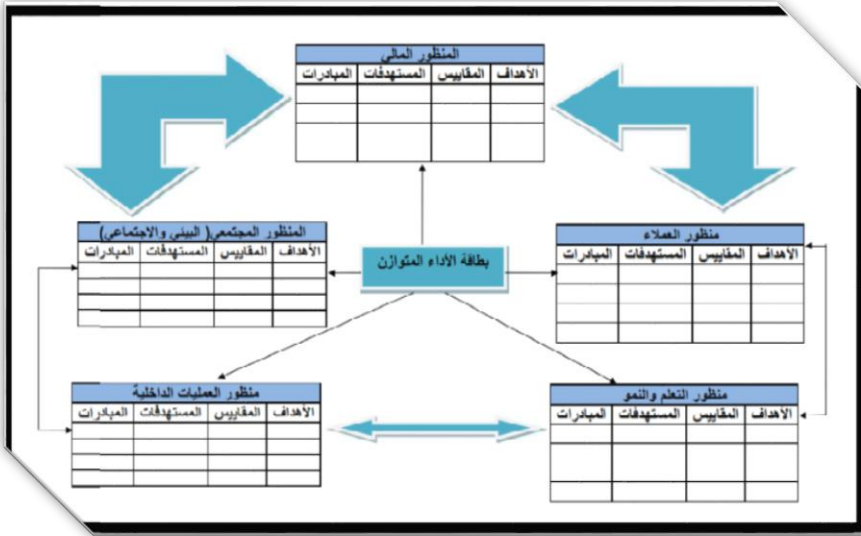 المنظور المالي
الأهداف المقاييس المستهدفات المبادرات
منظور العملاء
الأهداف المقاييس المستهدفات المبادرات
المنظور المجتمعي( البيئي والاجتماعي)
الأهداف المقاييس المستهدفات المبادرات
بطاقة الأداء المتوازن
منظور التعلم والنمو
الأهداف المقاييس المستهدفات المبادرات
منظور العمليات الداخلية
الأهداف المقاييس المستهدفات المبادرات